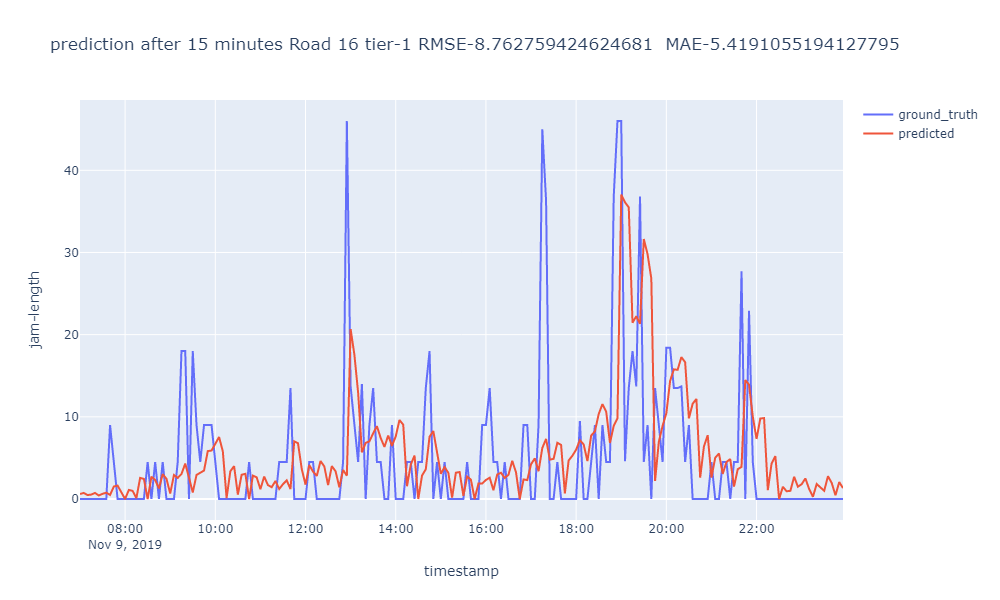 prediction after 15 minutes Road 16 tier-1 RMSE-8.762759424624681  MAE-5.4191055194127795
ground_truth
predicted
40
30
20
10
0
jam-length
08:00 10:00 12:00 14:00 16:00 18:00 20:00 22:00
Nov 9, 2019
timestamp